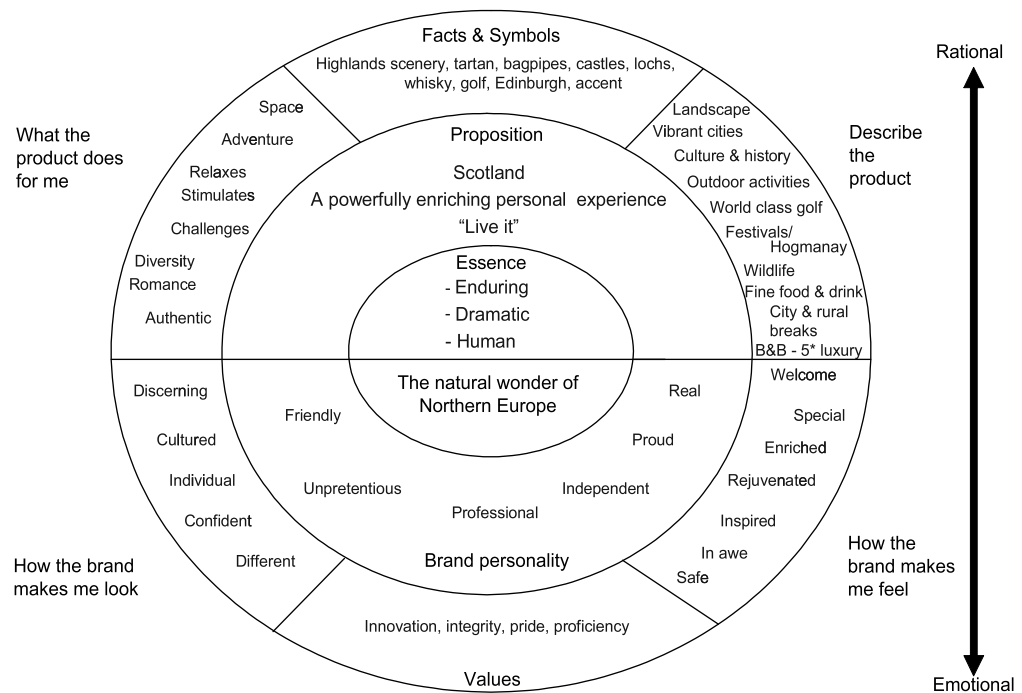 Facts & Symbols
Highlands scenery, tartan, bagpipes, castles, lochs,
whisky, golf, Edinburgh, accent
Rational
What the
product does
for me
Space
Adventure
Relaxes
Stimulates
Challenges
Diversity
Romance
Authentic
Proposition
Scotland
A powerfully enriching personal experience
“Live it”
Essence
- Enduring
- Dramatic
- Human
The natural wonder of
Northern Europe
Landscape
Vibrant cities
Culture & history
Outdoor activities
World class golf
Festivals/
Hogmanay
Wildlife
Fine food & drink
City & rural
breaks
B&B - 5* luxury
Describe
the
product
Discerning
Cultured
Individual
Confident
Different
How the brand
makes me look
Friendly
Unpretentious
Professional
Independent
Proud
Real
Brand personality
Welcome
Special
Enriched
Rejuvenated
Inspired
In awe
Safe
How the
brand makes
me feel
Innovation, integrity, pride, proficiency
Values
Emotional